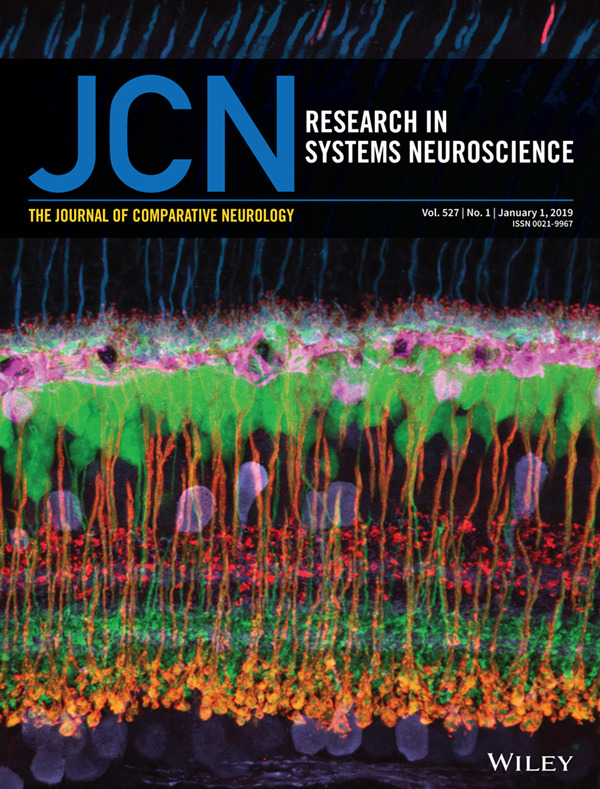 JCN
RESEARCH IN
SYSTEMS NEUROSCIENCE
THE JOURNAL OF COMPARATIVE NEUROLOGY
Vol. 527 | No. 1 | January 1, 2019
ISSN 0021-9967
WILEY